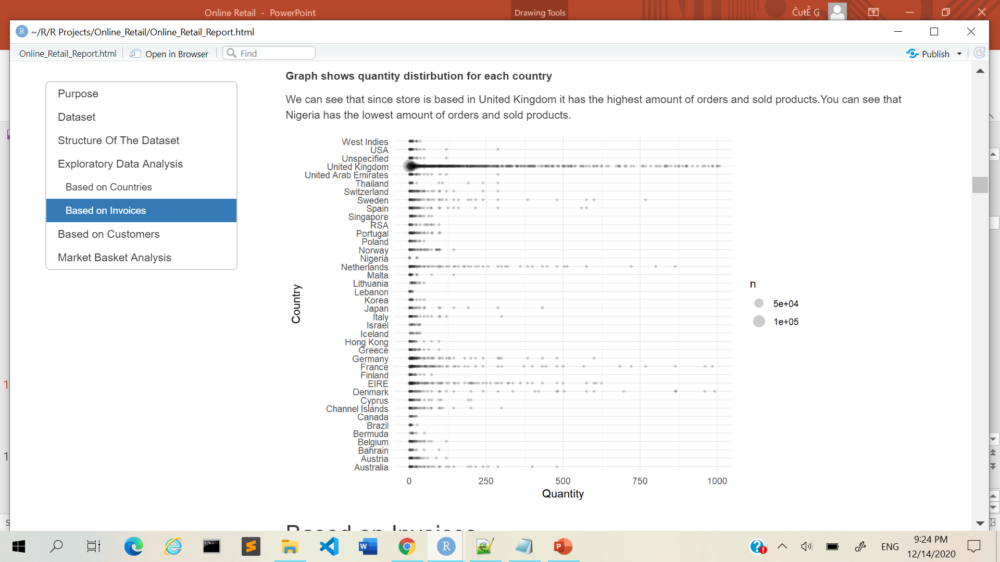 Online Retail - PowerPoint
Drawing Tools
ĈuŧỄ Ģ
~/R/R Projects/Online_Retail/Online_Retail_Report.html
Online_Retail_Report.html
Open in Browser
Find
Publish
Purpose
Dataset
Structure Of The Dataset
Exploratory Data Analysis
Based on Countries
Based on Invoices
Based on Customers
Market Basket Analysis
Graph shows quantity distirbution for each country
We can see that since store is based in United Kingdom it has the highest amount of orders and sold products.You can see that
Nigeria has the lowest amount of orders and sold products.
West Indies
USA
Unspecified
United Kingdom
United Arab Emirates
Thailand
Switzerland
Sweden
Spain
Singapore
RSA
Portugal
Poland
Norway
Nigeria
Netherlands
Malta
Lithuania
Lebanon
Korea
Japan
Italy
Israel
Iceland
Hong Kong
Greece
Germany
France
Finland
EIRE
Denmark
Cyprus
Channel Islands
Canada
Brazil
Bermuda
Belgium
Bahrain
Austria
Australia
Country
0 250 500 750 1000
Quantity
n
5e+04
1e+05
1
1
Based on Invoices
ENG
9:24 PM
12/14/2020